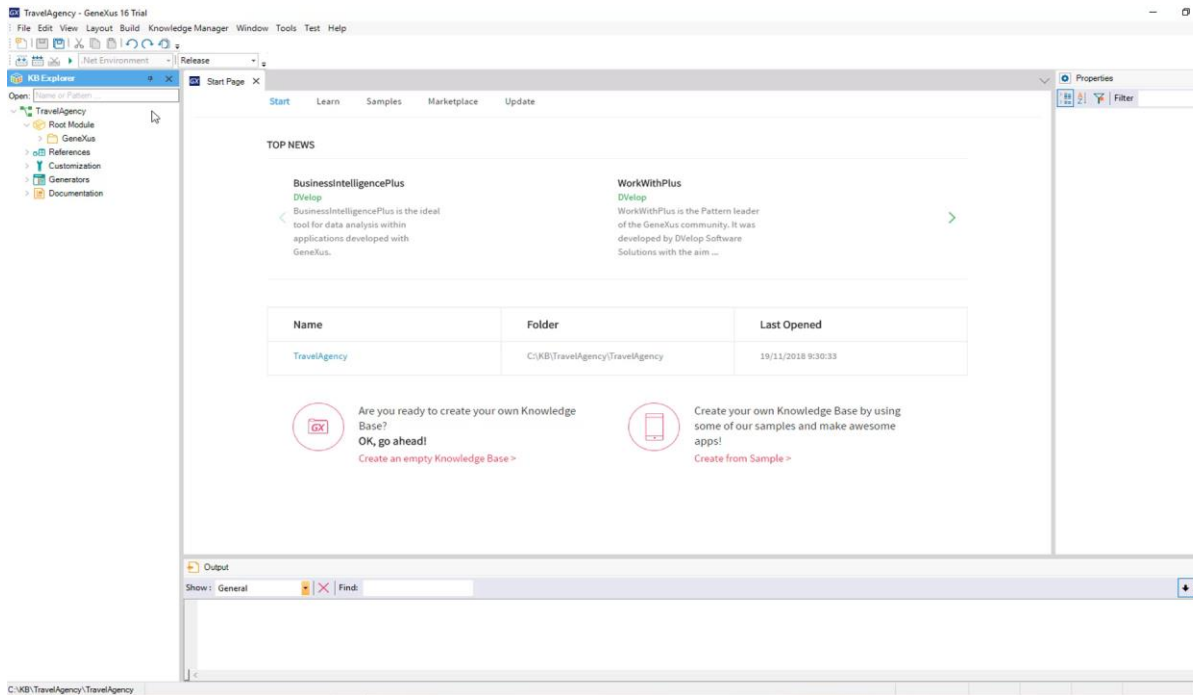 TravelAgency - GeneXus 16 Trial
File Edit View Layout Build Knowledge Manager Window Tools Test Help
.Net Environment Release
KB Explorer
Open: Name or Pattern...
TravelAgency
Root Module
GeneXus
References
Customization
Generators
Documentation
Start Page
Start Learn Samples Marketplace Update
TOP NEWS
BusinessIntelligencePlus
DVelop
BusinessIntelligencePlus is the ideal
tool for data analysis within
applications developed with
GeneXus.
WorkWithPlus
DVelop
WorkWithPlus is the Pattern leader
of the GeneXus community. It was
developed by DVelop Software
Solutions with the aim ...
Name Folder Last Opened
TravelAgency C:\KB\TravelAgency\TravelAgency 19/11/2018 9:30:33
GX
Are you ready to create your own Knowledge
Base?
OK, go ahead!
Create an empty Knowledge Base >
Create your own Knowledge Base by using
some of our samples and make awesome
apps!
Create from Sample >
Properties
Filter
Output
Show: General Find:
C:\KB\TravelAgency\TravelAgency